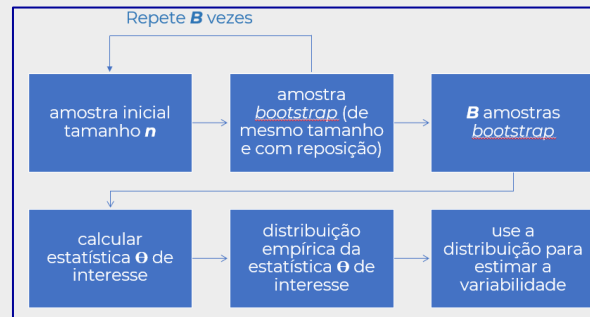 Repete B vezes
amostra inicial
tamanho n
amostra
bootstrap (de
mesmo tamanho
e com reposição)
B amostras
bootstrap
calcular
estatística ϴ de
interesse
distribuição
empírica da
estatística ϴ de
interesse
use a
distribuição para
estimar a
variabilidade